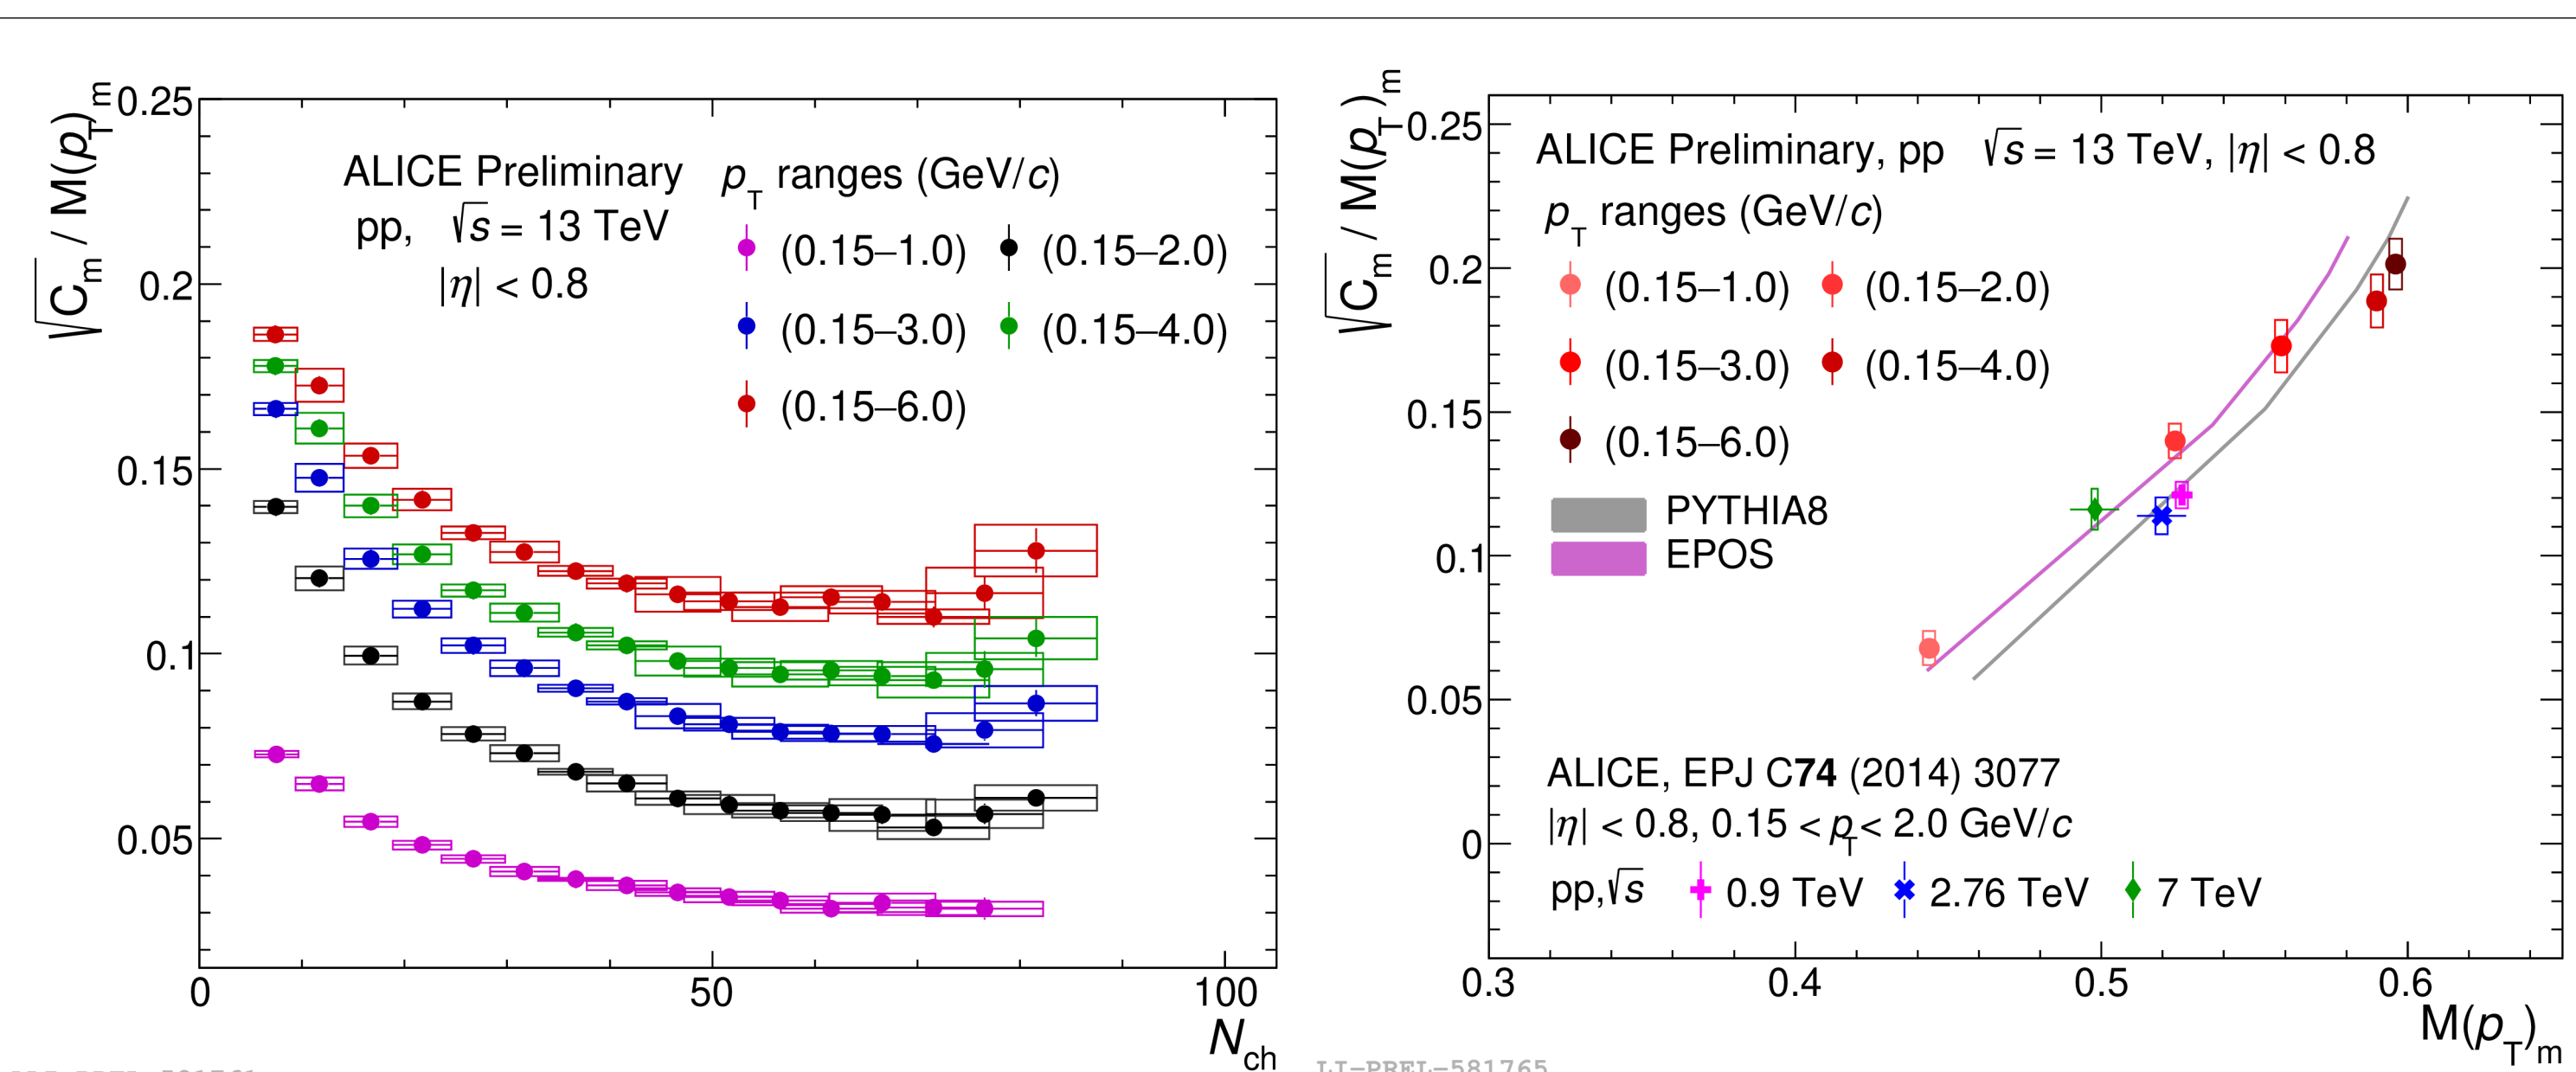 √C_m / M(p_T)_m
0.25
0.2
0.15
0.1
0.05
ALICE Preliminary
pp, √s = 13 TeV
|η| < 0.8
p_T ranges (GeV/c)
(0.15–1.0) (0.15–2.0)
(0.15–3.0) (0.15–4.0)
(0.15–6.0)
0 50 100
N_ch
√C_m / M(p_T)_m
0.25
0.2
0.15
0.1
0.05
0
ALICE Preliminary, pp √s = 13 TeV, |η| < 0.8
p_T ranges (GeV/c)
(0.15–1.0) (0.15–2.0)
(0.15–3.0) (0.15–4.0)
(0.15–6.0)
PYTHIA8
EPOS
ALICE, EPJ C74 (2014) 3077
|η| < 0.8, 0.15 < p_T < 2.0 GeV/c
pp,√s 0.9 TeV 2.76 TeV 7 TeV
0.3 0.4 0.5 0.6
M(p_T)_m
LI-PREL-581765